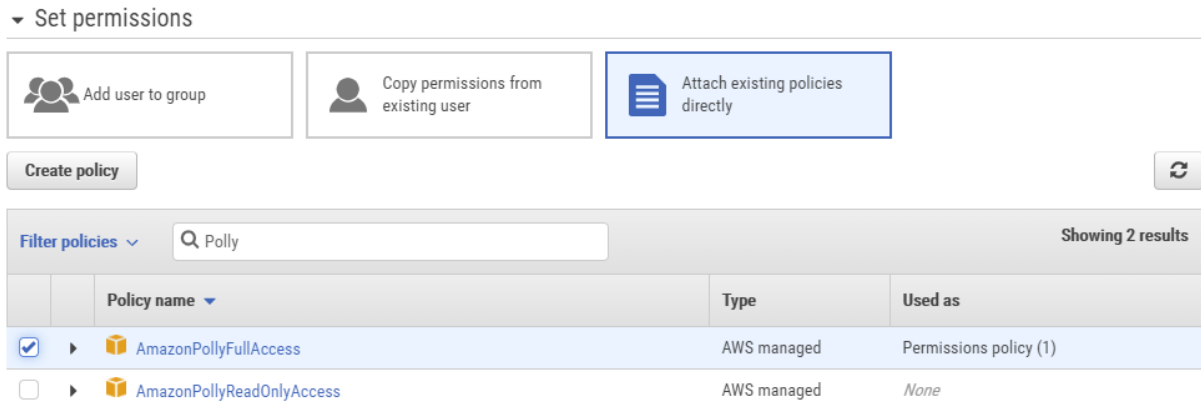 Set permissions
Add user to group
Copy permissions from
existing user
Attach existing policies
directly
Create policy
Filter policies
Polly
Showing 2 results
Policy name
Type
Used as
AmazonPollyFullAccess
AWS managed
Permissions policy (1)
AmazonPollyReadOnlyAccess
AWS managed
None